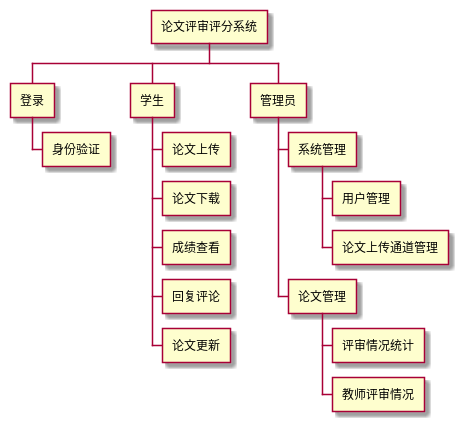 论文评审评分系统
登录
身份验证
学生
论文上传
论文下载
成绩查看
回复评论
论文更新
管理员
系统管理
用户管理
论文上传通道管理
论文管理
评审情况统计
教师评审情况